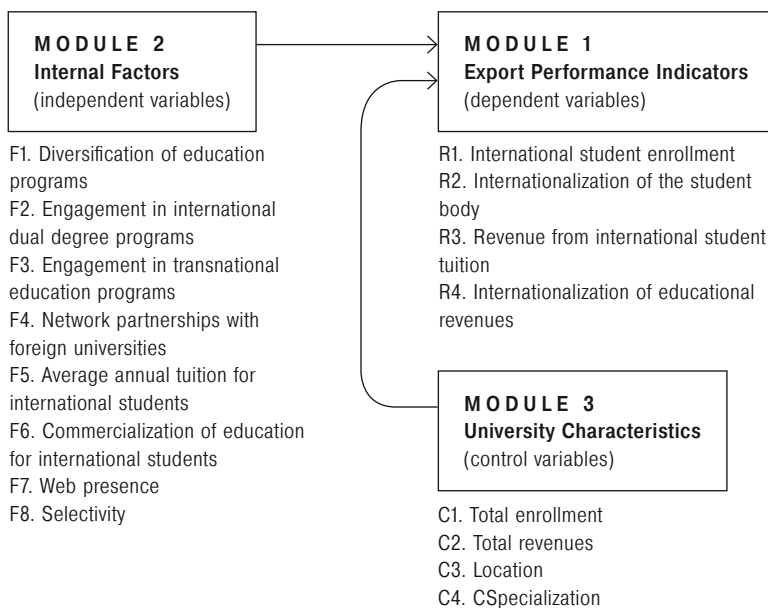 MODULE 2
Internal Factors
(independent variables)
F1. Diversification of education
programs
F2. Engagement in international
dual degree programs
F3. Engagement in transnational
education programs
F4. Network partnerships with
foreign universities
F5. Average annual tuition for
international students
F6. Commercialization of education
for international students
F7. Web presence
F8. Selectivity
MODULE 1
Export Performance Indicators
(dependent variables)
R1. International student enrollment
R2. Internationalization of the student
body
R3. Revenue from international student
tuition
R4. Internationalization of educational
revenues
MODULE 3
University Characteristics
(control variables)
C1. Total enrollment
C2. Total revenues
C3. Location
C4. CSpecialization